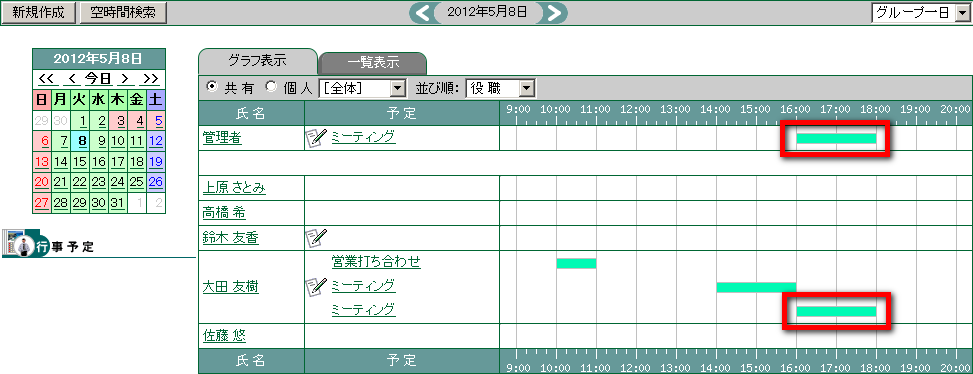 新規作成 空時間検索 2012年5月8日 グループ一日
2012年5月8日
<< < 今日 > >>
日 月 火 水 木 金 土
29 30 1 2 3 4 5
6 7 8 9 10 11 12
13 14 15 16 17 18 19
20 21 22 23 24 25 26
27 28 29 30 31 1 2
行事予定
グラフ表示 一覧表示
共有 個人 [全体] 並び順: 役職
氏名 予定 9:00 10:00 11:00 12:00 13:00 14:00 15:00 16:00 17:00 18:00 19:00 20:00
管理者 ミーティング
上原 さとみ
高橋 希
鈴木 友香
営業打ち合わせ
太田 友樹 ミーティング
ミーティング
佐藤 悠
氏名 予定 9:00 10:00 11:00 12:00 13:00 14:00 15:00 16:00 17:00 18:00 19:00 20:00